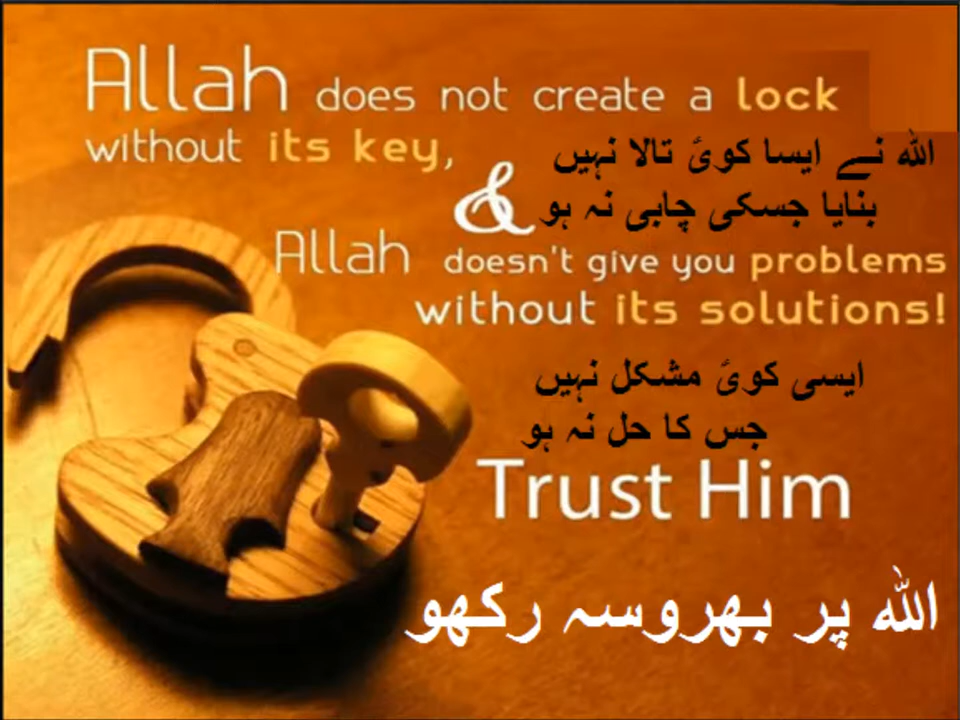 Allah does not create a lock
without its key,
الله نے ایسا کوئ تالا نہیں
بنایا جسکی چابی نہ ہو
&
Allah doesn't give you problems
without its solutions!
ایسی کوئ مشکل نہیں
جس کا حل نہ ہو
Trust Him
الله پر بھروسہ رکھو